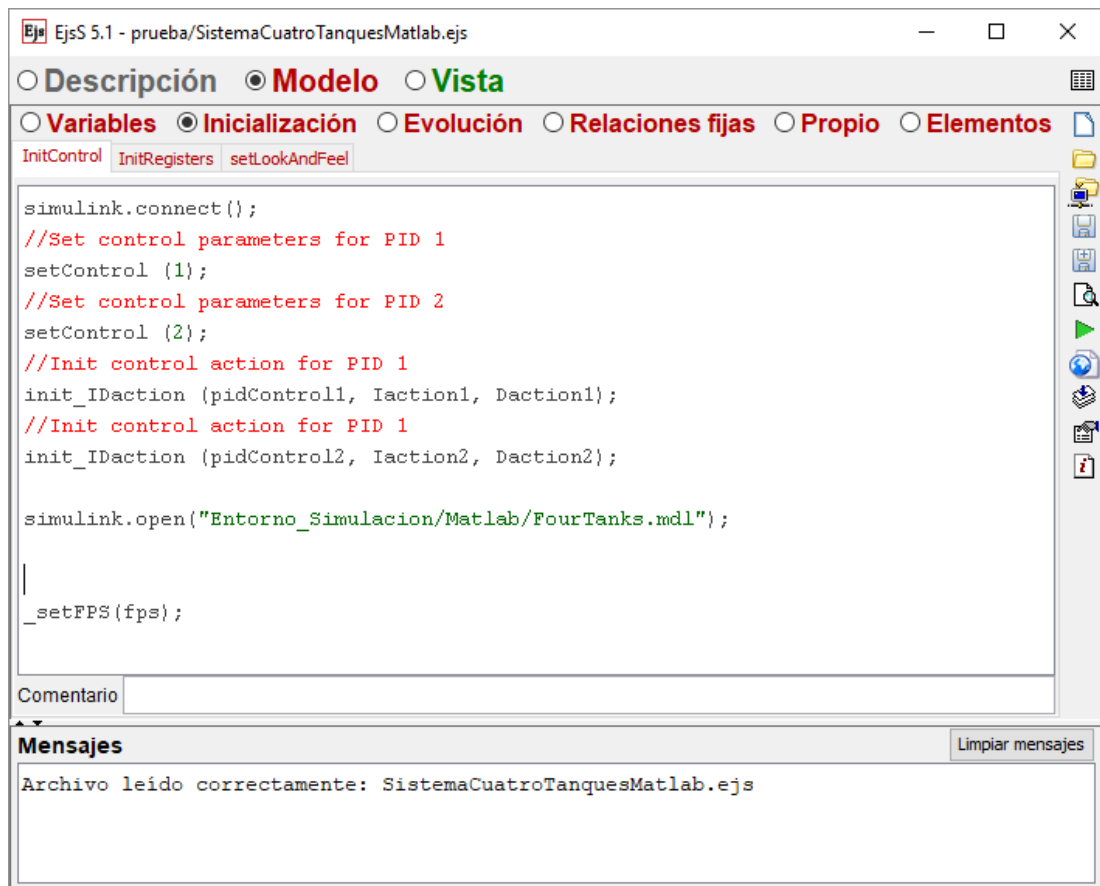 Ejs EjsS 5.1 - prueba/SistemaCuatroTanquesMatlab.ejs
Descripción Modelo Vista
Variables Inicialización Evolución Relaciones fijas Propio Elementos
InitControl InitRegisters setLookAndFeel
simulink.connect();
//Set control parameters for PID 1
setControl (1);
//Set control parameters for PID 2
setControl (2);
//Init control action for PID 1
init_IDaction (pidControl1, Iaction1, Daction1);
//Init control action for PID 1
init_IDaction (pidControl2, Iaction2, Daction2);
simulink.open("Entorno_Simulacion/Matlab/FourTanks.mdl");
_setFPS(fps);
Comentario
Mensajes Limpiar mensajes
Archivo leído correctamente: SistemaCuatroTanquesMatlab.ejs